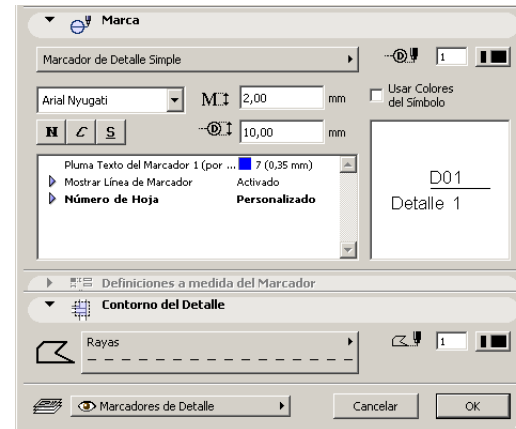 Marca
Marcador de Detalle Simple
1
Arial Nyugati
M
2,00
mm
Usar Colores
del Símbolo
N C S
D
10,00
mm
Pluma Texto del Marcador 1 (por ... 7 (0,35 mm)
Mostrar Línea de Marcador Activado
Número de Hoja Personalizado
D01
Detalle 1
Definiciones a medida del Marcador
Contorno del Detalle
Rayas
1
Marcadores de Detalle
Cancelar
OK